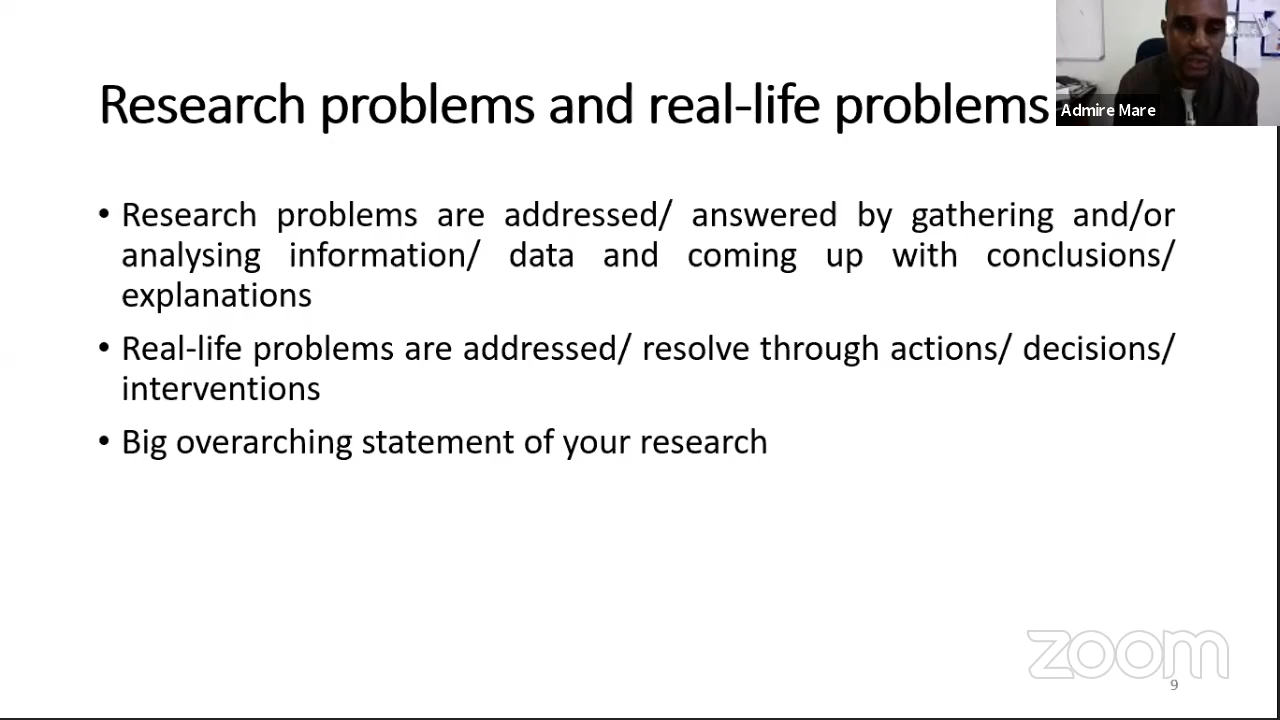 Research problems and real-life problems
Admire Mare
• Research problems are addressed/ answered by gathering and/or
analysing information/ data and coming up with conclusions/
explanations
• Real-life problems are addressed/ resolve through actions/ decisions/
interventions
• Big overarching statement of your research
zoom
9